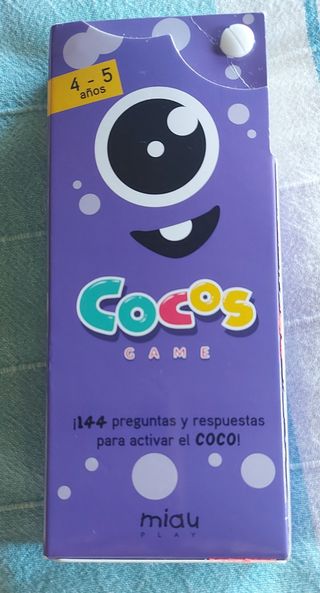 4 - 5
años
COCOS
GAME
¡144 preguntas y respuestas
para activar el COCO!
miau
PLAY